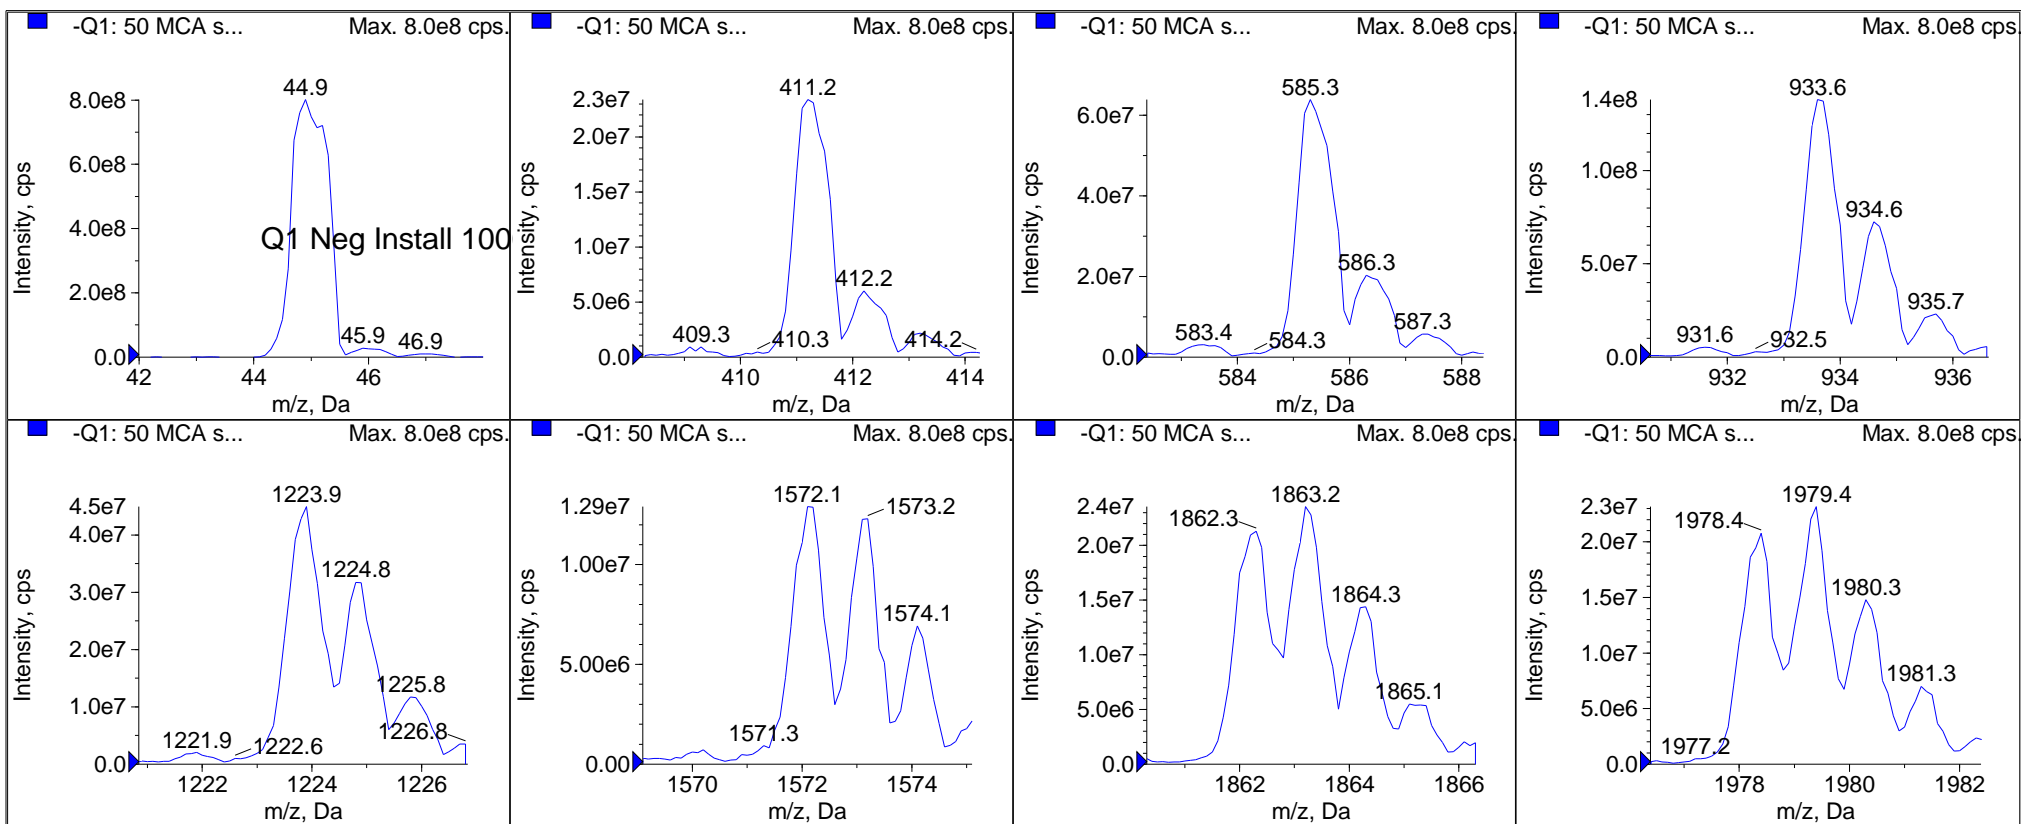 -Q1: 50 MCA s... Max. 8.0e8 cps.
44.9
8.0e8
6.0e8
4.0e8
2.0e8
0.0
Intensity, cps
Q1 Neg Install 100
45.9
46.9
42 44 46
m/z, Da
-Q1: 50 MCA s... Max. 8.0e8 cps.
411.2
2.3e7
2.0e7
1.5e7
1.0e7
5.0e6
0.0
Intensity, cps
412.2
409.3
410.3
414.2
410 412 414
m/z, Da
-Q1: 50 MCA s... Max. 8.0e8 cps.
585.3
6.0e7
4.0e7
2.0e7
0.0
Intensity, cps
586.3
587.3
583.4
584.3
584 586 588
m/z, Da
-Q1: 50 MCA s... Max. 8.0e8 cps.
933.6
1.4e8
1.0e8
5.0e7
0.0
Intensity, cps
934.6
935.7
931.6
932.5
932 934 936
m/z, Da
-Q1: 50 MCA s... Max. 8.0e8 cps.
1223.9
4.5e7
4.0e7
3.0e7
2.0e7
1.0e7
0.0
Intensity, cps
1224.8
1225.8
1226.8
1221.9
1222.6
1222 1224 1226
m/z, Da
-Q1: 50 MCA s... Max. 8.0e8 cps.
1572.1
1573.2
1.29e7
1.00e7
5.00e6
0.00
Intensity, cps
1574.1
1571.3
1570 1572 1574
m/z, Da
-Q1: 50 MCA s... Max. 8.0e8 cps.
1863.2
1862.3
2.4e7
2.0e7
1.5e7
1.0e7
5.0e6
0.0
Intensity, cps
1864.3
1865.1
1862 1864 1866
m/z, Da
-Q1: 50 MCA s... Max. 8.0e8 cps.
1979.4
1978.4
2.3e7
2.0e7
1.5e7
1.0e7
5.0e6
0.0
Intensity, cps
1980.3
1981.3
1977.2
1978 1980 1982
m/z, Da